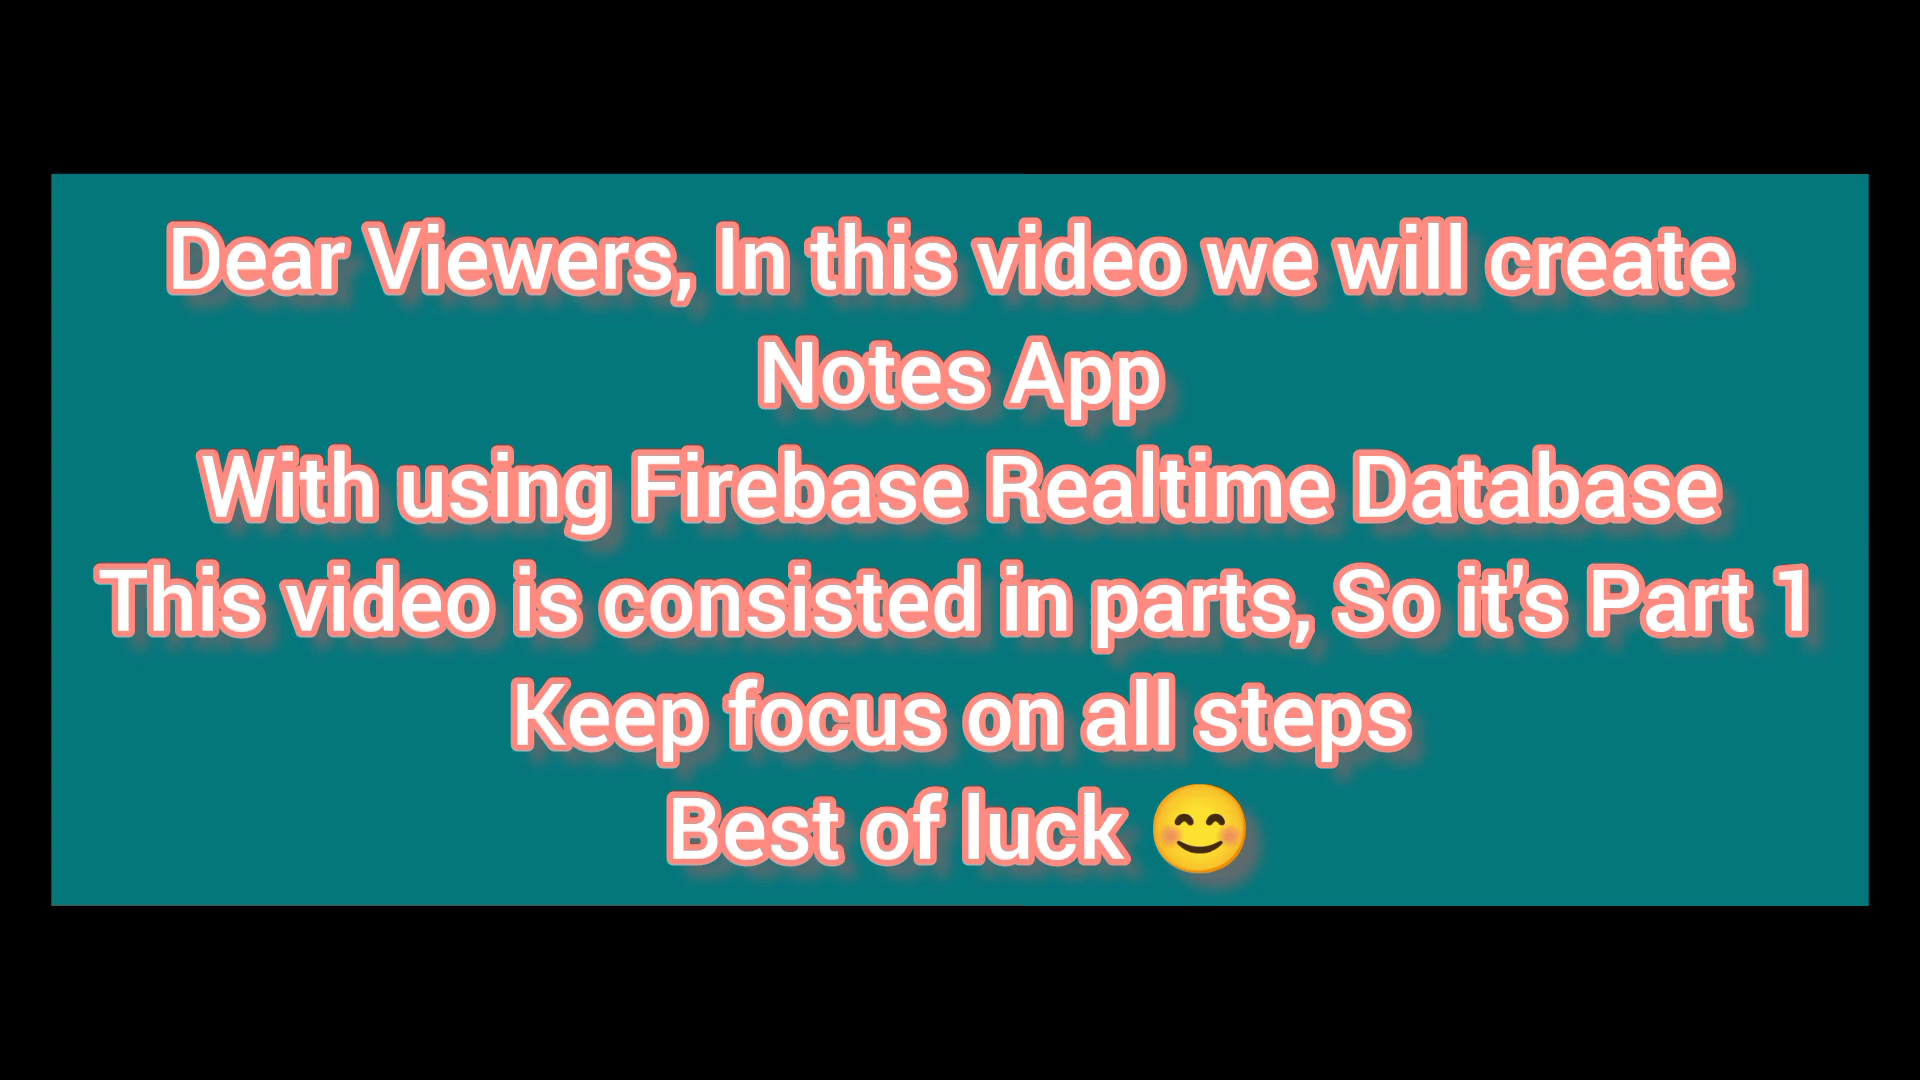 Dear Viewers, In this video we will create
Notes App
With using Firebase Realtime Database
This video is consisted in parts, So it's Part 1
Keep focus on all steps
Best of luck 😊